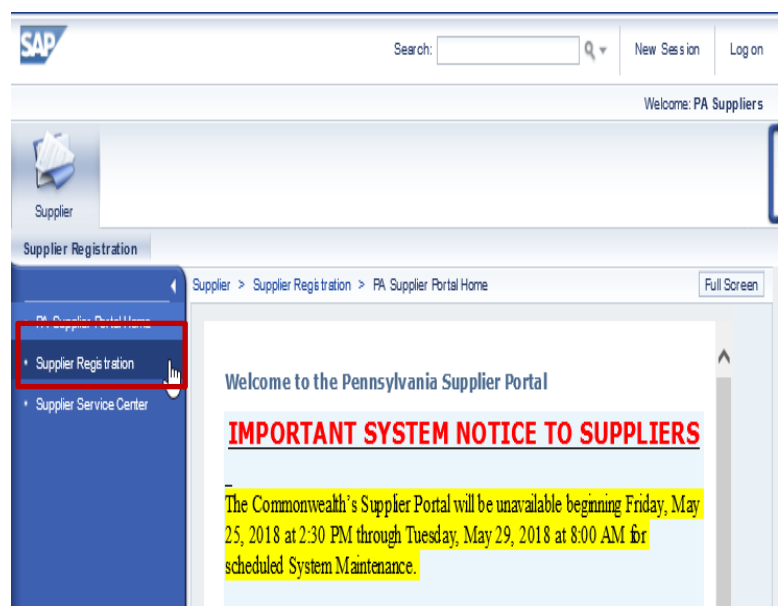 SAP
Search:
New Session
Log on
Welcome: PA Suppliers
Supplier
Supplier Registration
Supplier > Supplier Registration > PA Supplier Portal Home
Full Screen
PA Supplier Portal Home
• Supplier Registration
• Supplier Service Center
Welcome to the Pennsylvania Supplier Portal
IMPORTANT SYSTEM NOTICE TO SUPPLIERS
The Commonwealth's Supplier Portal will be unavailable beginning Friday, May
25, 2018 at 2:30 PM through Tuesday, May 29, 2018 at 8:00 AM for
scheduled System Maintenance.